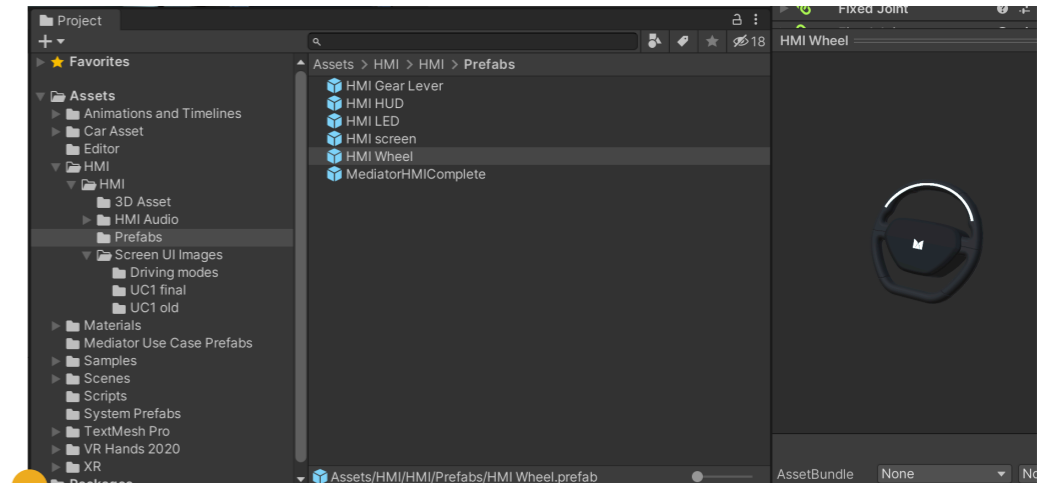 Project
Fixed Joint
18
HMI Wheel
Favorites
Assets > HMI > HMI > Prefabs
Assets
Animations and Timelines
Car Asset
Editor
HMI
HMI
3D Asset
HMI Audio
Prefabs
Screen UI Images
Driving modes
UC1 final
UC1 old
Materials
Mediator Use Case Prefabs
Samples
Scenes
Scripts
System Prefabs
TextMesh Pro
VR Hands 2020
XR
Packages
HMI Gear Lever
HMI HUD
HMI LED
HMI screen
HMI Wheel
MediatorHMIComplete
Assets/HMI/HMI/Prefabs/HMI Wheel.prefab
AssetBundle None